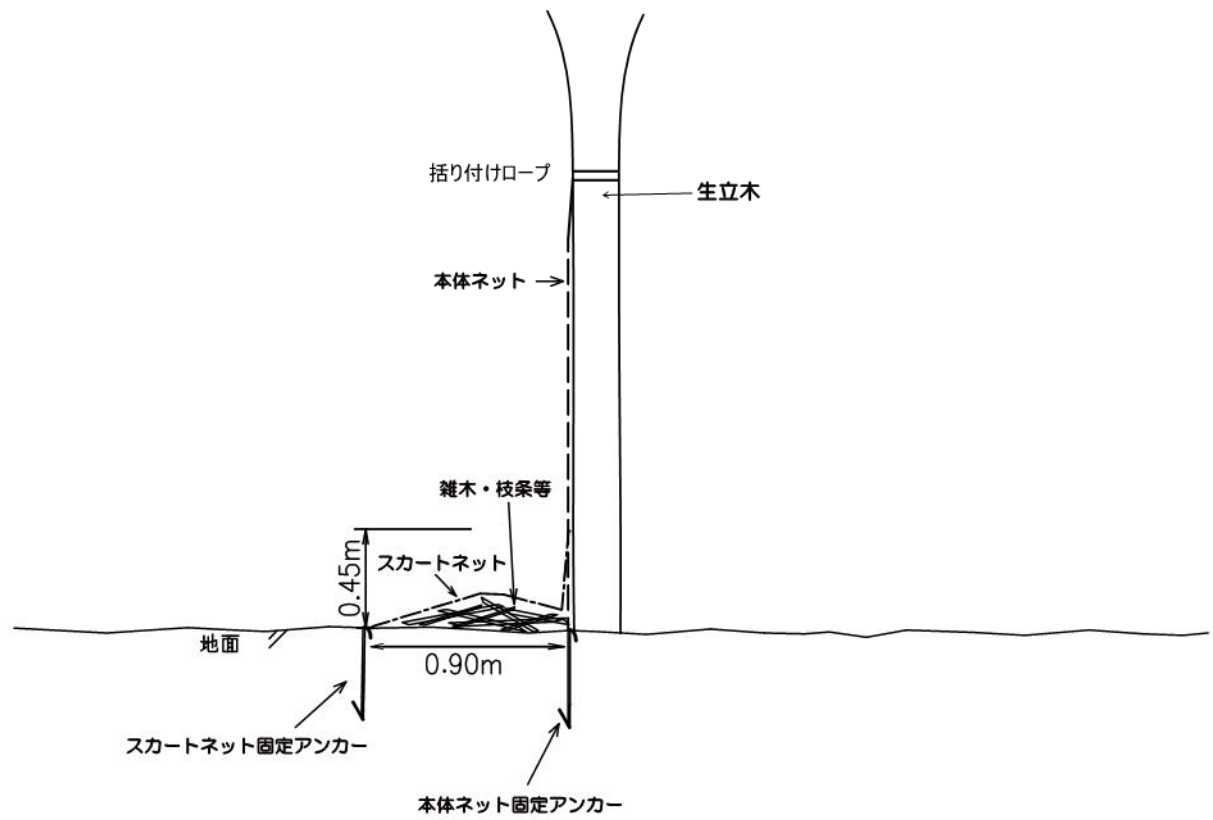 括り付けロープ
生立木
本体ネット
雑木・枝条等
スカートネット
0.45m
地面
0.90m
スカートネット固定アンカー
本体ネット固定アンカー